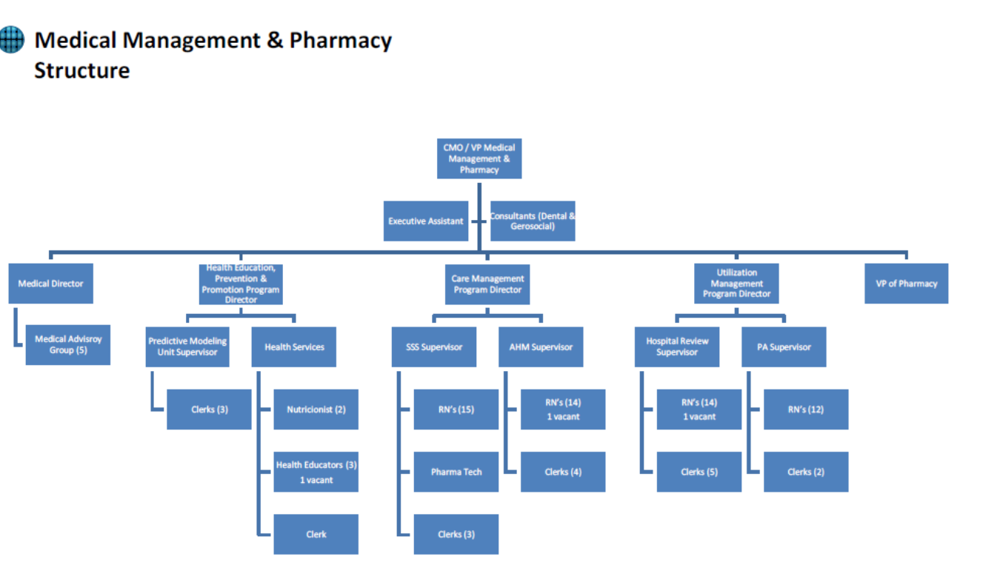 Medical Management & Pharmacy
Structure
CMO / VP Medical
Management &
Pharmacy
Executive Assistant
Consultants (Dental &
Gerosocial)
Medical Director
Health Education,
Prevention &
Promotion Program
Director
Care Management
Program Director
Utilization
Management
Program Director
VP of Pharmacy
Medical Advisroy
Group (5)
Predictive Modeling
Unit Supervisor
Health Services
SSS Supervisor
AHM Supervisor
Hospital Review
Supervisor
PA Supervisor
Clerks (3)
Nutricionist (2)
RN's (15)
RN's (14)
1 vacant
RN's (14)
1 vacant
RN's (12)
Health Educators (3)
1 vacant
Pharma Tech
Clerks (4)
Clerks (5)
Clerks (2)
Clerk
Clerks (3)